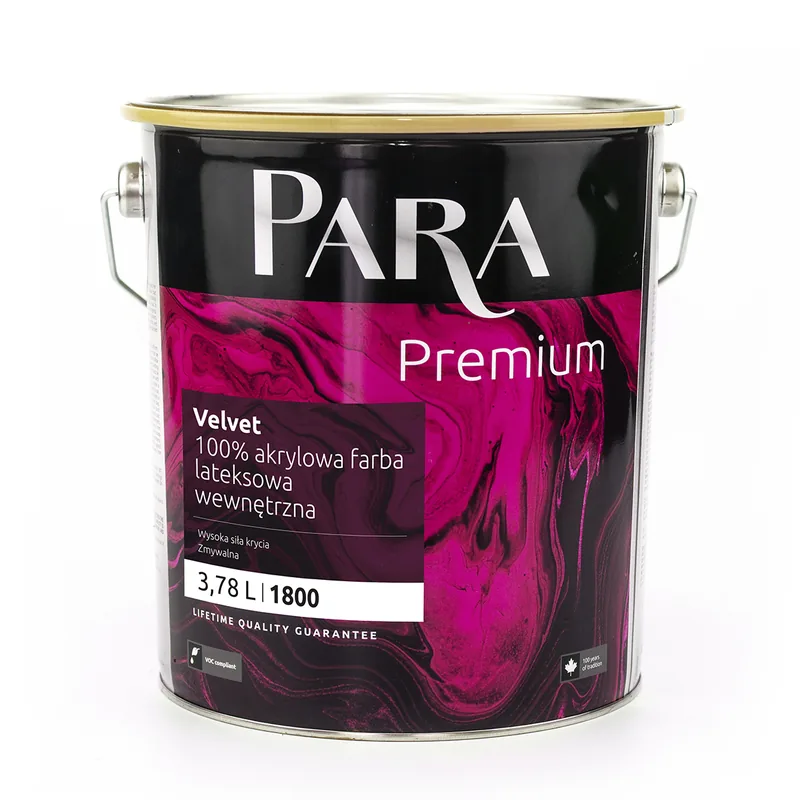 PARA
Premium
Velvet
100% akrylowa farba
lateksowa
wewnętrzna
Wysoka siła krycia
Zmywalna
3,78 L | 1800
LIFETIME QUALITY GUARANTEE
VOC compliant
100 years
of tradition